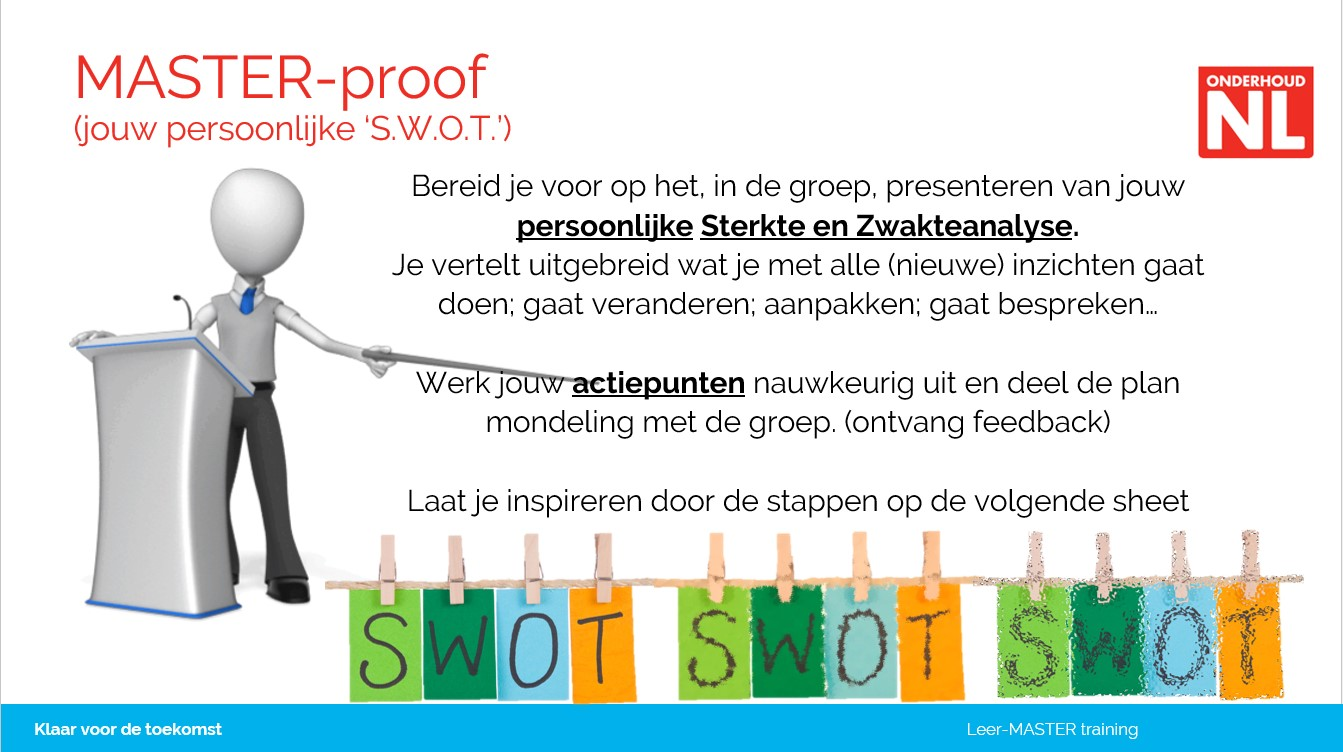 MASTER-proof
(jouw persoonlijke ‘S.W.O.T.’)
ONDERHOUD
NL
Bereid je voor op het, in de groep, presenteren van jouw
persoonlijke Sterkte en Zwakteanalyse.
Je vertelt uitgebreid wat je met alle (nieuwe) inzichten gaat
doen; gaat veranderen; aanpakken; gaat bespreken…
Werk jouw actiepunten nauwkeurig uit en deel de plan
mondeling met de groep. (ontvang feedback)
Laat je inspireren door de stappen op de volgende sheet
SWOT SWOT SWOT
Klaar voor de toekomst
Leer-MASTER training